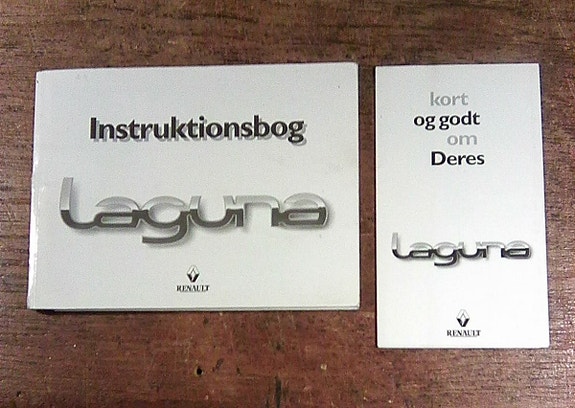 Instruktionsbog
laguna
RENAULT
kort
og godt
om
Deres
laguna
RENAULT